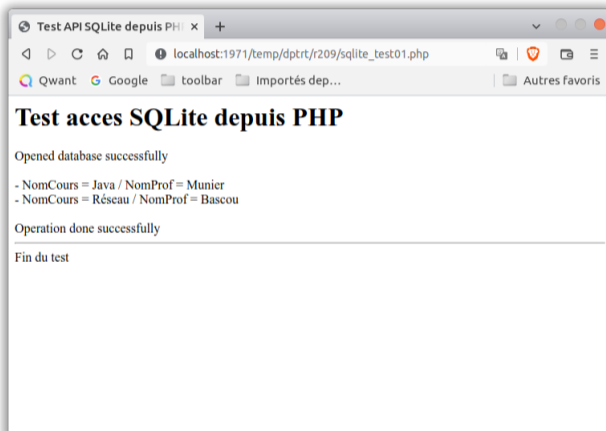 Test API SQLite depuis PH
localhost:1971/temp/dptrt/r209/sqlite_test01.php
Qwant Google toolbar Importés dep... Autres favoris
Test acces SQLite depuis PHP
Opened database successfully
- NomCours = Java / NomProf = Munier
- NomCours = Réseau / NomProf = Bascou
Operation done successfully
Fin du test